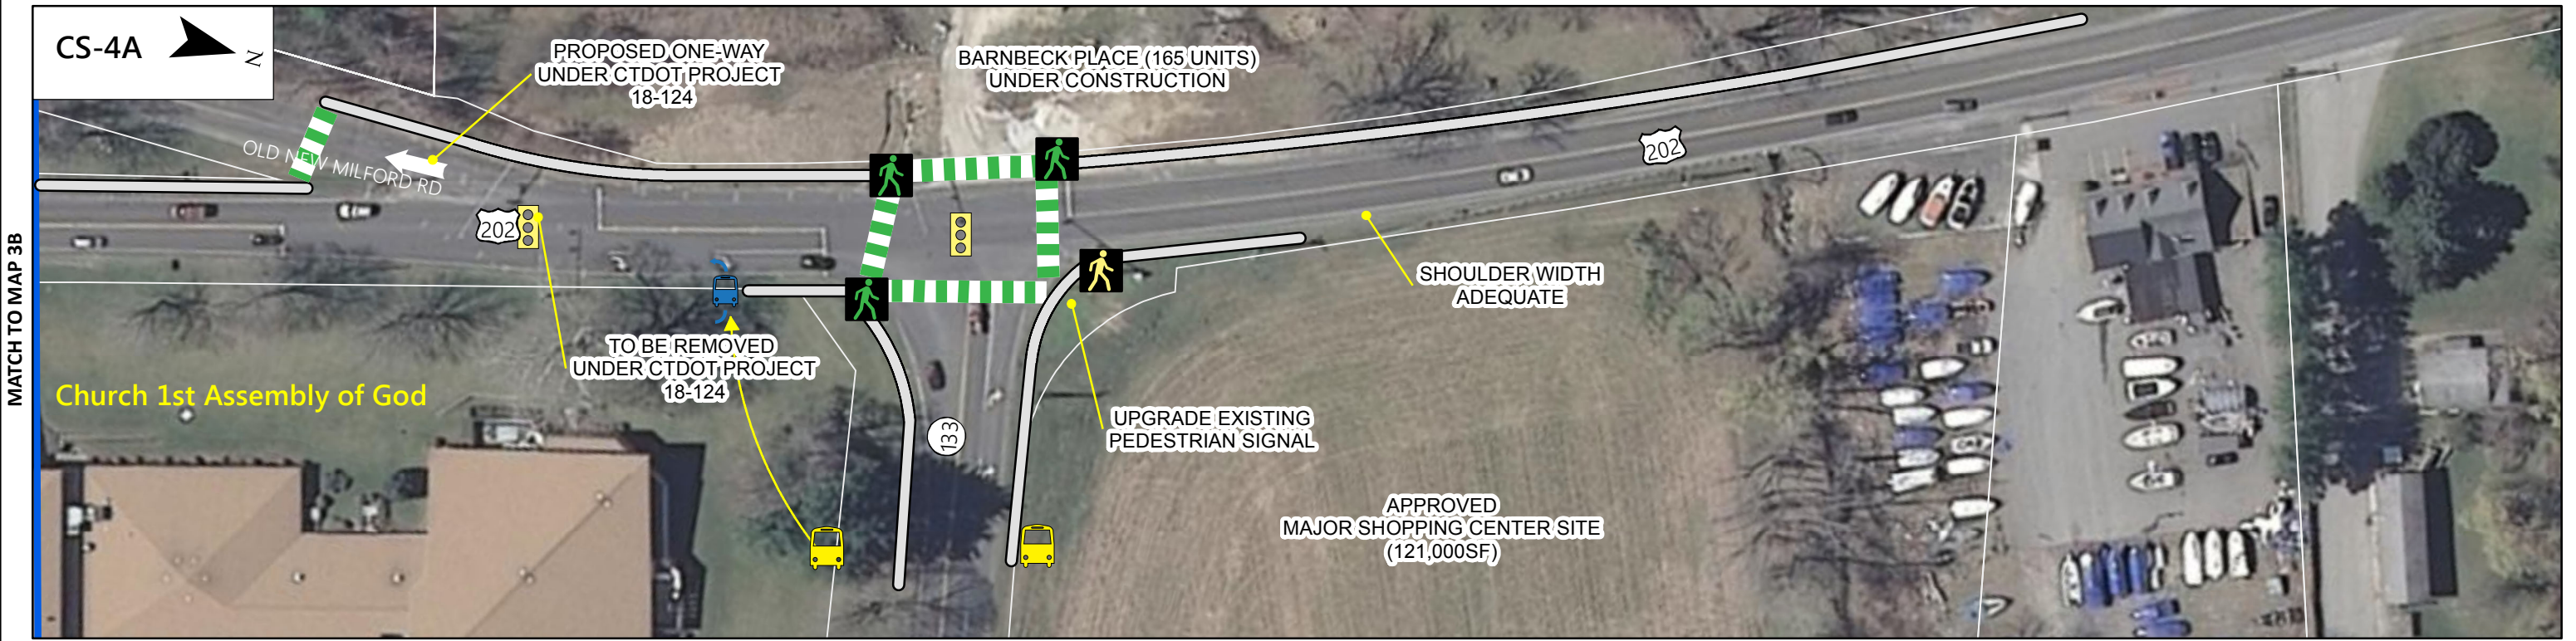 CS-4A
N
PROPOSED ONE-WAY
UNDER CTDOT PROJECT
18-124
BARNBECK PLACE (165 UNITS)
UNDER CONSTRUCTION
OLD NEW MILFORD RD
202
202
MATCH TO MAP 3B
SHOULDER WIDTH
ADEQUATE
TO BE REMOVED
UNDER CTDOT PROJECT
18-124
Church 1st Assembly of God
133
UPGRADE EXISTING
PEDESTRIAN SIGNAL
APPROVED
MAJOR SHOPPING CENTER SITE
(121,000SF)